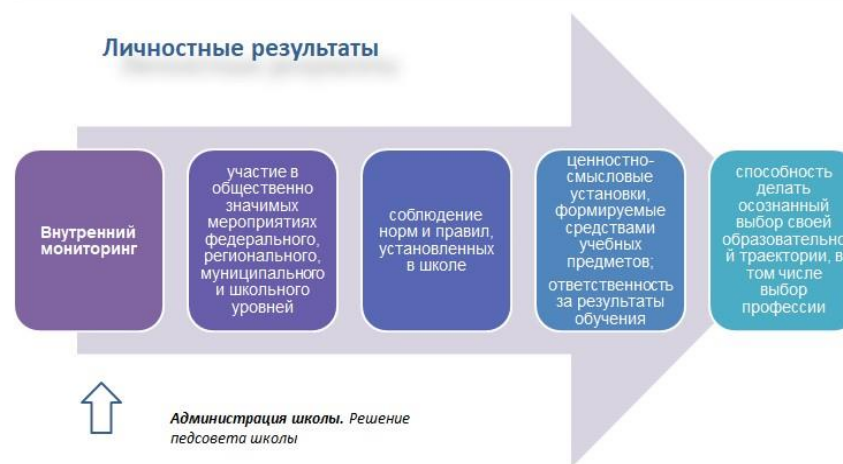 Личностные результаты
Внутренний
мониторинг
участие в
общественно
значимых
мероприятиях
федерального,
регионального,
муниципального
и школьного
уровней
соблюдение
норм и правил,
установленных
в школе
ценностно-
смысловые
установки,
формируемые
средствами
учебных
предметов;
ответственность
за результаты
обучения
способность
делать
осознанный
выбор своей
образовательно
й траектории, в
том числе
выбор
профессии
Администрация школы. Решение
педсовета школы